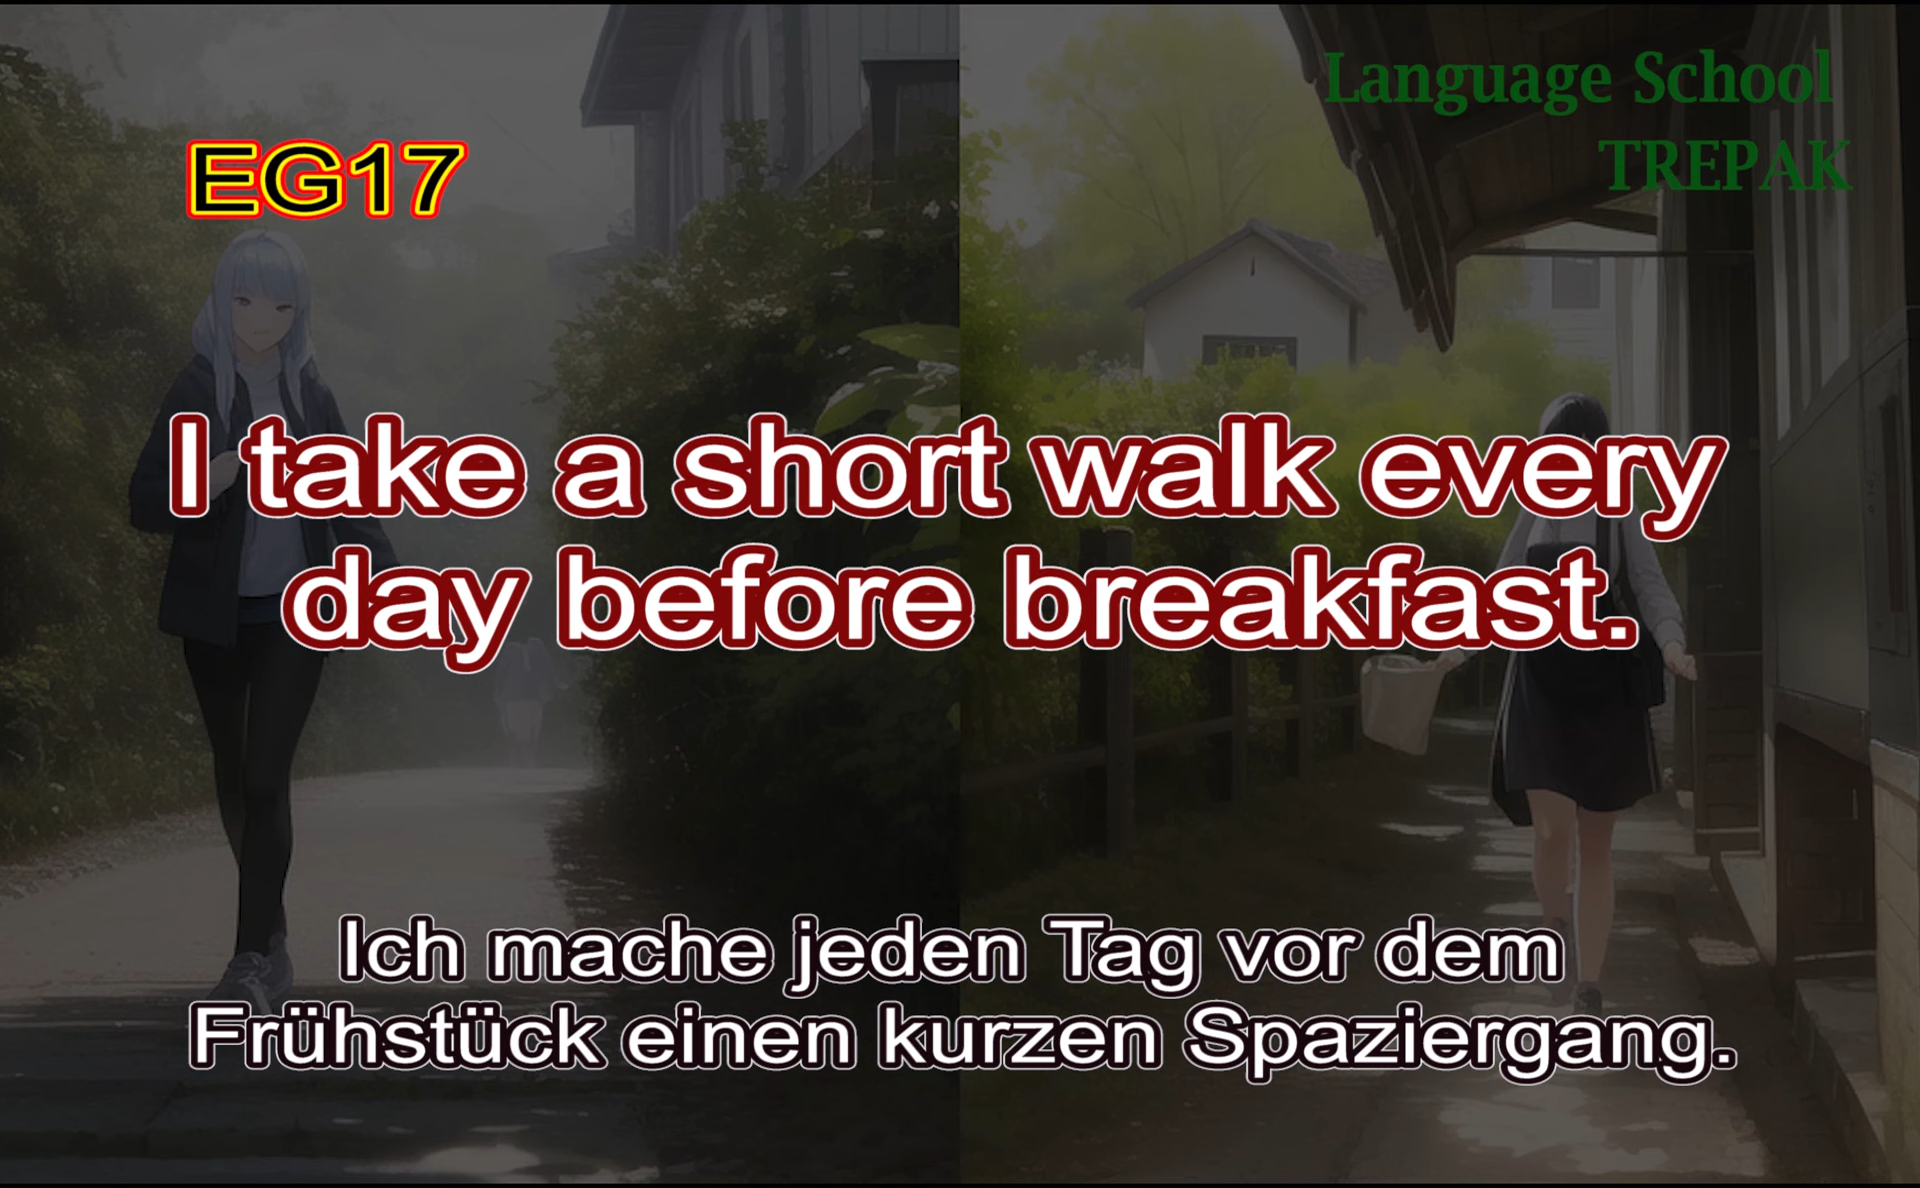 Language School
TREPAK
EG17
I take a short walk every
day before breakfast.
Ich mache jeden Tag vor dem
Frühstück einen kurzen Spaziergang.